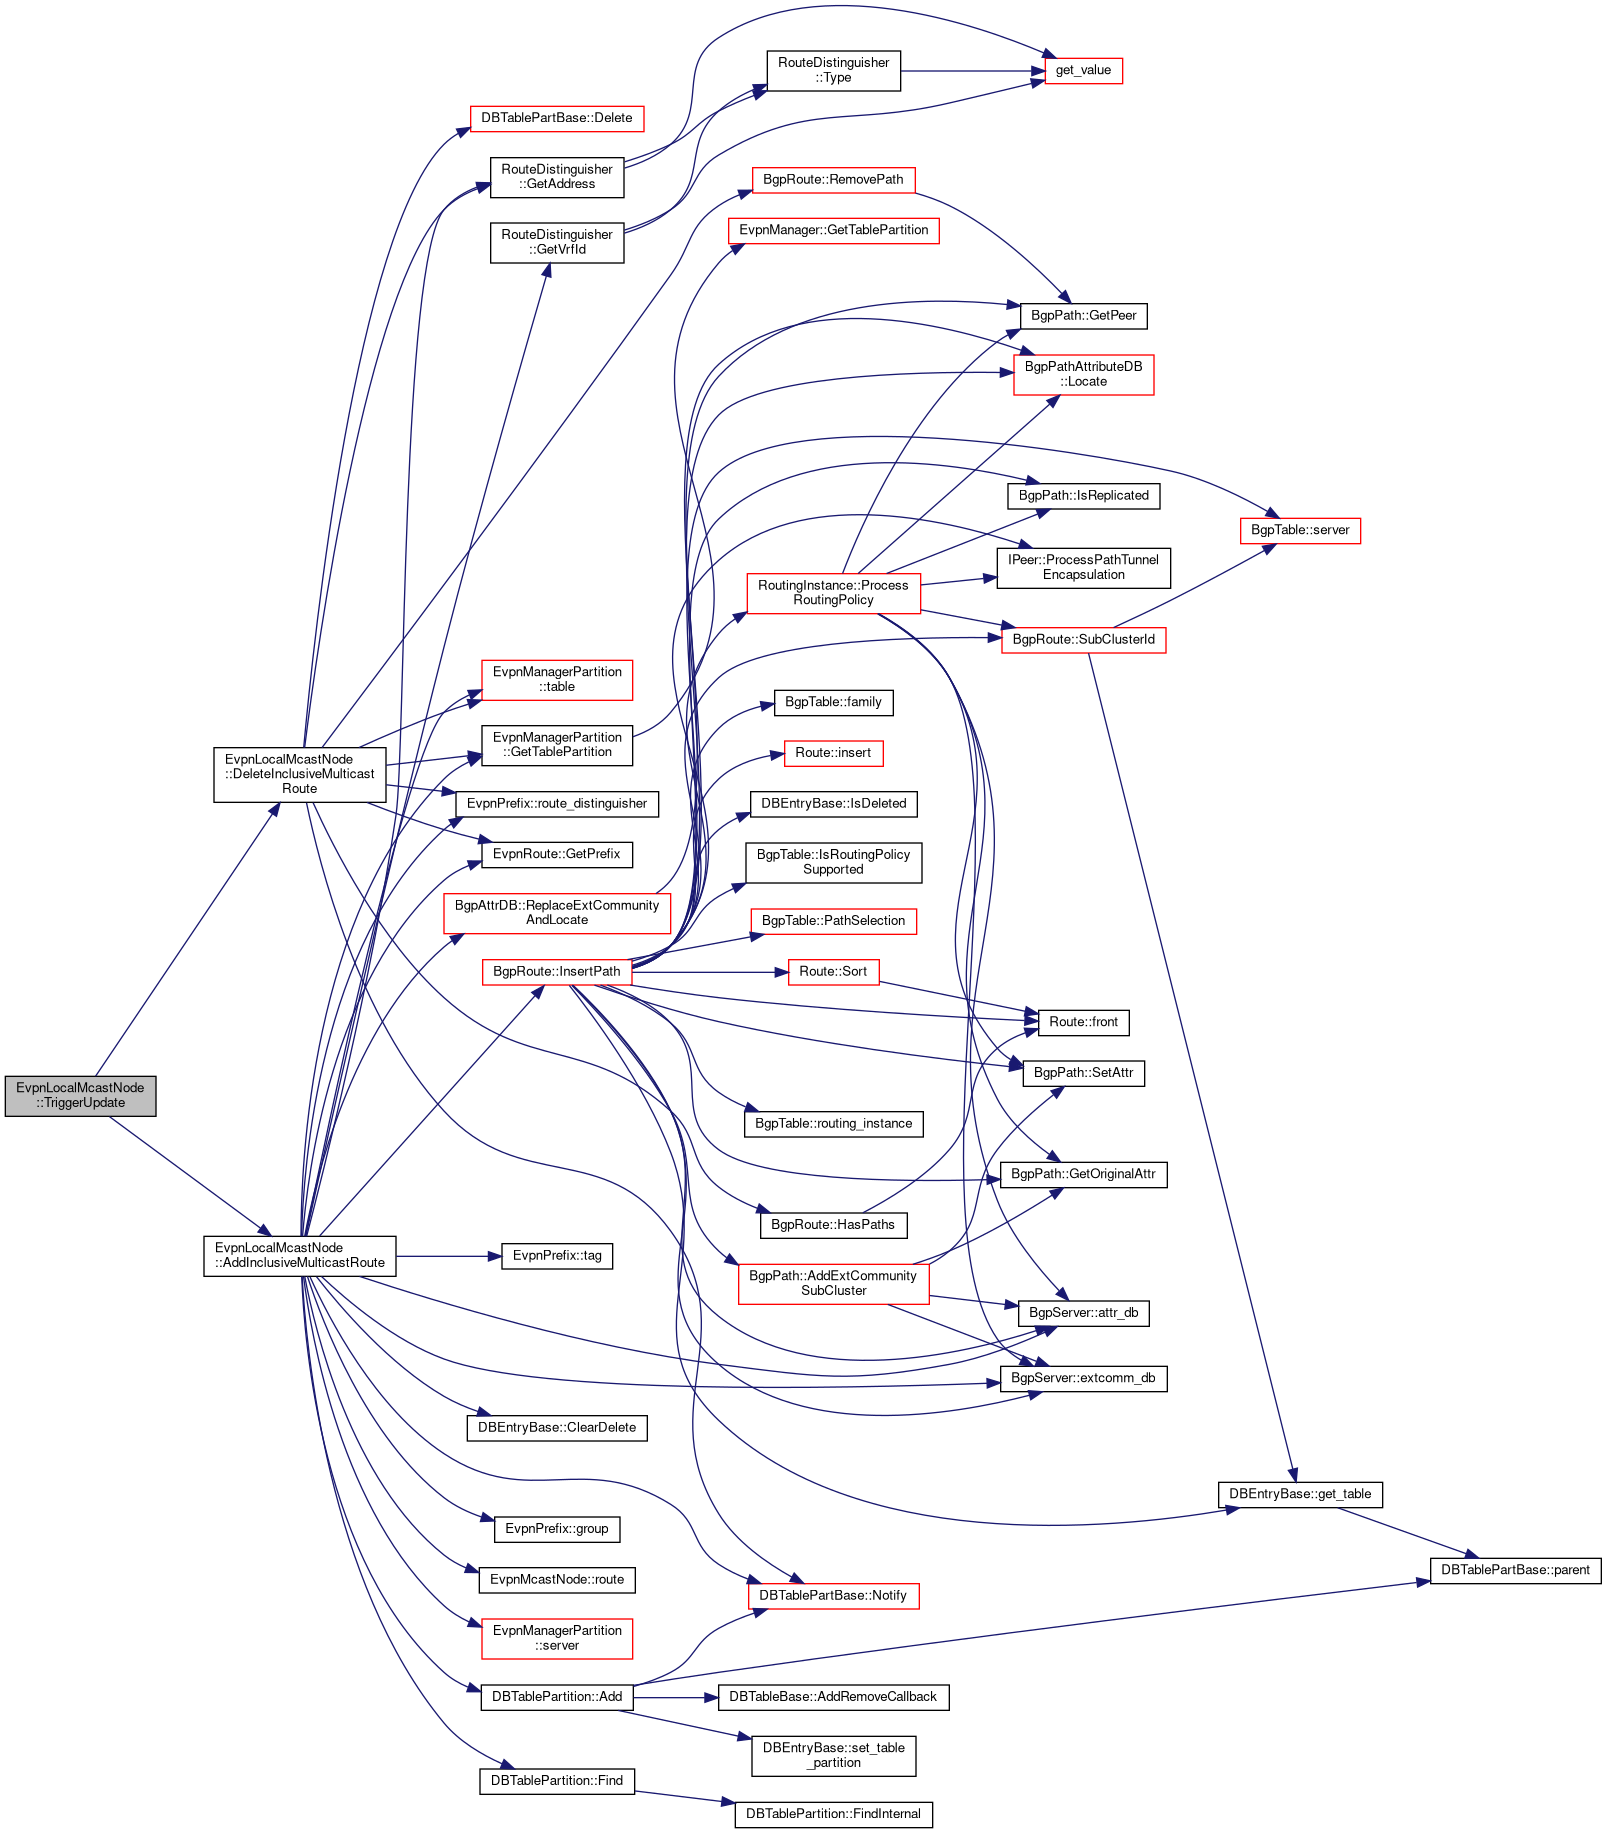 EvpnLocalMcastNode
::TriggerUpdate
EvpnLocalMcastNode
::DeleteInclusiveMulticast
Route
EvpnLocalMcastNode
::AddInclusiveMulticastRoute
DBTablePartBase::Delete
RouteDistinguisher
::GetAddress
RouteDistinguisher
::GetVrfId
EvpnManagerPartition
::table
EvpnManagerPartition
::GetTablePartition
EvpnPrefix::route_distinguisher
EvpnRoute::GetPrefix
BgpAttrDB::ReplaceExtCommunity
AndLocate
BgpRoute::InsertPath
EvpnPrefix::tag
DBEntryBase::ClearDelete
EvpnPrefix::group
EvpnMcastNode::route
EvpnManagerPartition
::server
DBTablePartition::Add
DBTablePartition::Find
RouteDistinguisher
::Type
BgpRoute::RemovePath
EvpnManager::GetTablePartition
RoutingInstance::Process
RoutingPolicy
BgpTable::family
Route::insert
DBEntryBase::IsDeleted
BgpTable::IsRoutingPolicy
Supported
BgpTable::PathSelection
Route::Sort
BgpTable::routing_instance
BgpRoute::HasPaths
BgpPath::AddExtCommunity
SubCluster
DBTablePartBase::Notify
DBTableBase::AddRemoveCallback
DBEntryBase::set_table
_partition
DBTablePartition::FindInternal
get_value
BgpPath::GetPeer
BgpPathAttributeDB
::Locate
BgpPath::IsReplicated
IPeer::ProcessPathTunnel
Encapsulation
BgpRoute::SubClusterId
Route::front
BgpPath::SetAttr
BgpPath::GetOriginalAttr
BgpServer::attr_db
BgpServer::extcomm_db
BgpTable::server
DBEntryBase::get_table
DBTablePartBase::parent